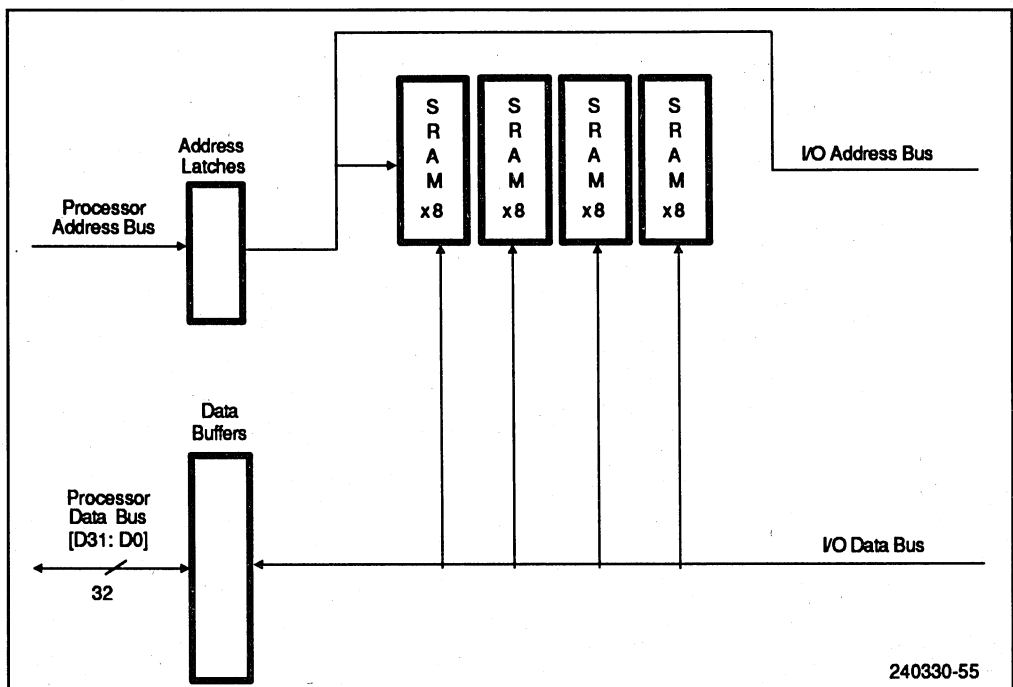 Address
Latches
Processor
Address Bus
S
R
A
M
x8
S
R
A
M
x8
S
R
A
M
x8
S
R
A
M
x8
I/O Address Bus
Data
Buffers
Processor
Data Bus
[D31: D0]
32
I/O Data Bus
240330-55